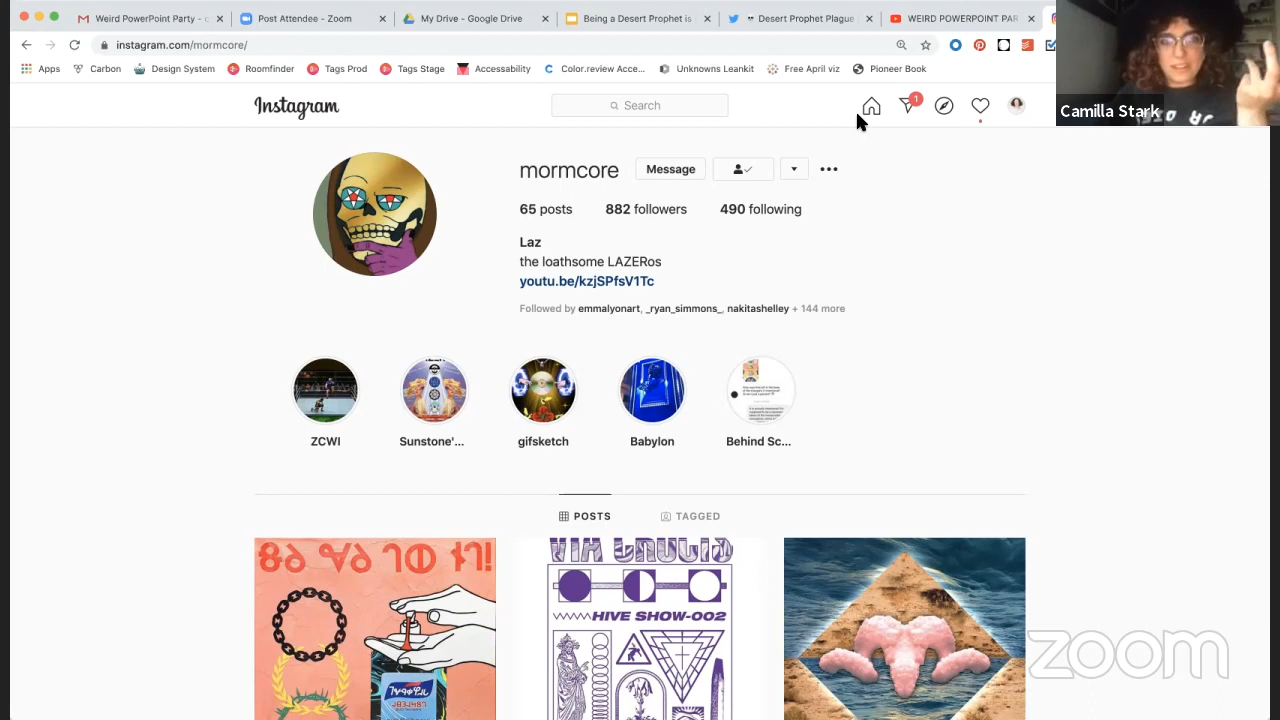 Weird PowerPoint Party - c
Post Attendee - Zoom
My Drive - Google Drive
Being a Desert Prophet is
Desert Prophet Plague
WEIRD POWERPOINT PAR
instagram.com/mormcore/
Apps
Carbon
Design System
Roomfinder
Tags Prod
Tags Stage
Accessability
Color.review Acce...
Unknowns Leankit
Free April viz
Pioneer Book
Camilla Stark
Instagram
Search
1
mormcore
Message
65 posts
882 followers
490 following
Laz
the loathsome LAZERos
youtu.be/kzjSPfsV1Tc
Followed by emmalyonart, _ryan_simmons_, nakitashelley + 144 more
ZCWI
Sunstone'...
gifsketch
Babylon
Behind Sc...
POSTS
TAGGED
VIA CRUCIS
HIVE SHOW-002
zoom